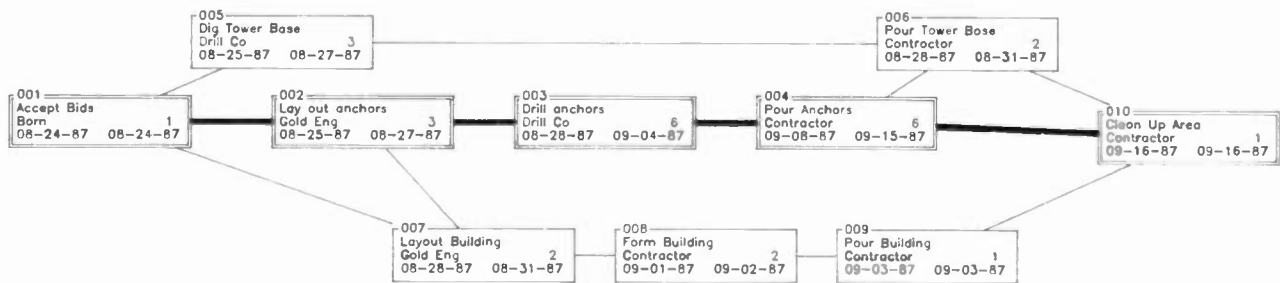 005
Dig Tower Base
Drill Co 3
08-25-87 08-27-87
006
Pour Tower Base
Contractor 2
08-28-87 08-31-87
001
Accept Bids
Born 1
08-24-87 08-24-87
002
Lay out anchors
Gold Eng 3
08-25-87 08-27-87
003
Drill anchors
Drill Co 6
08-28-87 09-04-87
004
Pour Anchors
Contractor 6
09-08-87 09-15-87
010
Clean Up Area
Contractor 1
09-16-87 09-16-87
007
Layout Building
Gold Eng 2
08-28-87 08-31-87
008
Form Building
Contractor 2
09-01-87 09-02-87
009
Pour Building
Contractor 1
09-03-87 09-03-87